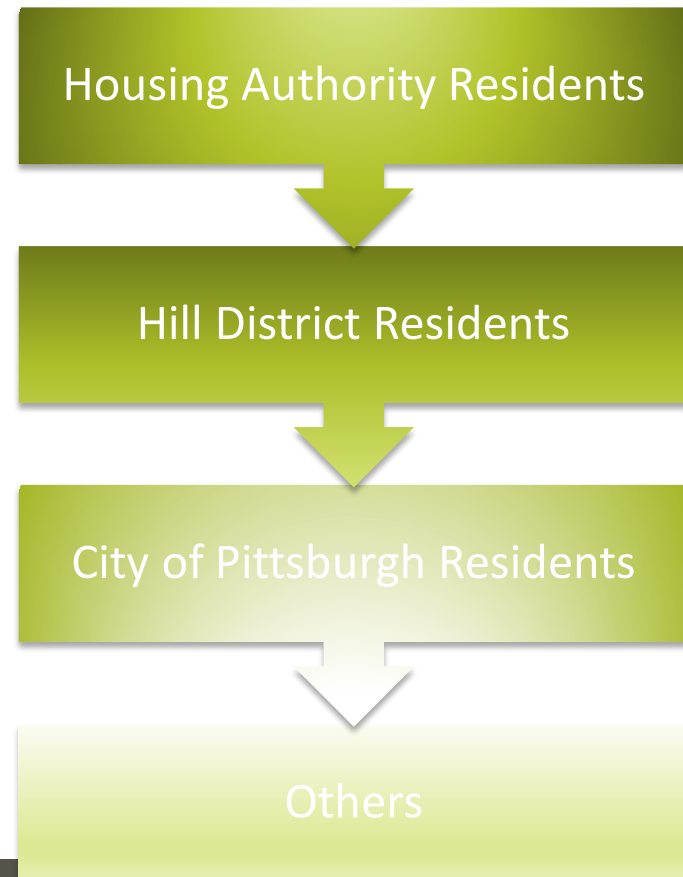 Housing Authority Residents
Hill District Residents
City of Pittsburgh Residents
Others